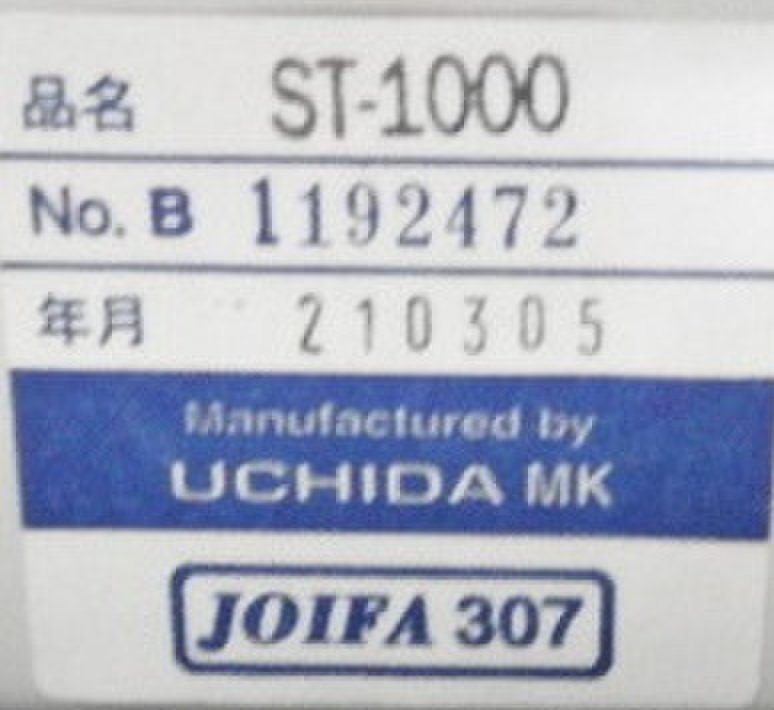 品名 ST-1000
No. B 1192472
年月 210305
Manufactured by
UCHIDA MK
JOIFA 307